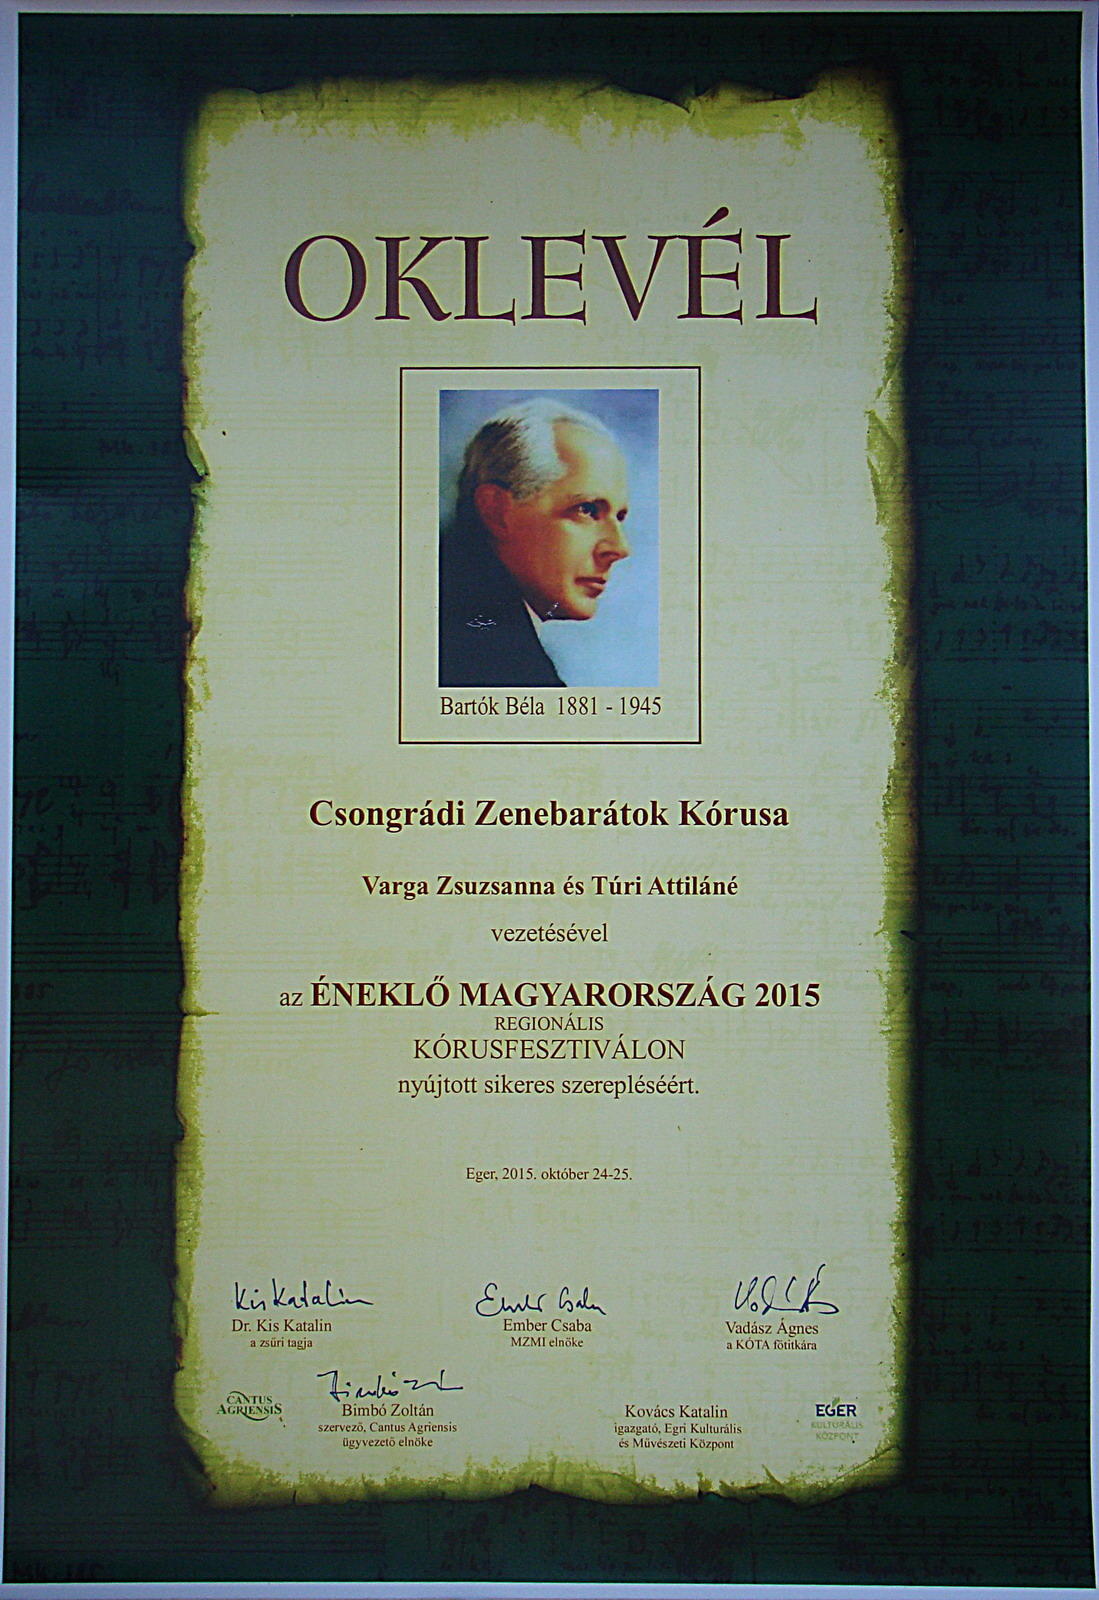 OKLEVÉL
Bartók Béla 1881 - 1945
Csongrádi Zenebarátok Kórusa
Varga Zsuzsanna és Túri Attiláné
vezetésével
az ÉNEKLŐ MAGYARORSZÁG 2015
REGIONÁLIS
KÓRUSFESZTIVÁLON
nyújtott sikeres szerepléséért.
Eger, 2015. október 24-25.
Kis Katalin
Dr. Kis Katalin
a zsűri tagja
Ember Csaba
Ember Csaba
MZMI elnöke
Vadász Ágnes
a KÓTA főtitkára
CANTUS
AGRIENSIS
Bimbó Zoltán
szervező, Cantus Agriensis
ügyvezető elnöke
Kovács Katalin
igazgató, Egri Kulturális
és Művészeti Központ
EGER
KULTURÁLIS
KÖZPONT